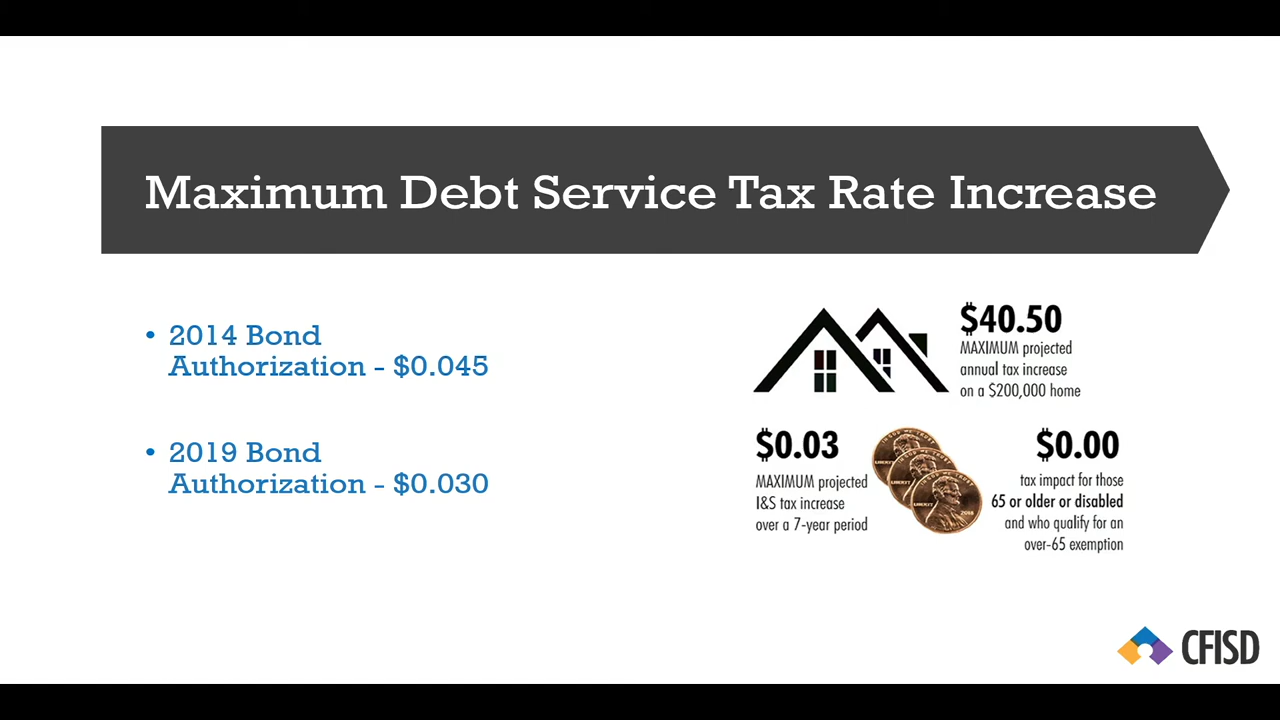 Maximum Debt Service Tax Rate Increase
• 2014 Bond
Authorization - $0.045
• 2019 Bond
Authorization - $0.030
$40.50
MAXIMUM projected
annual tax increase
on a $200,000 home
$0.03
MAXIMUM projected
I&S tax increase
over a 7-year period
$0.00
tax impact for those
65 or older or disabled
and who qualify for an
over-65 exemption
CFISD